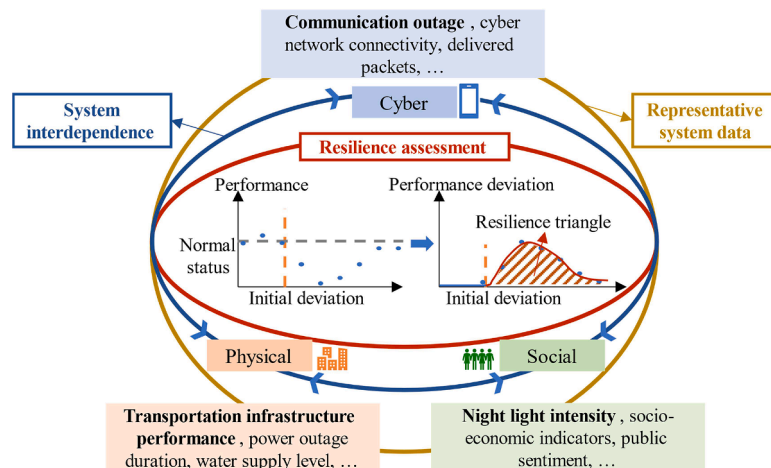 Communication outage , cyber
network connectivity, delivered
packets, …
System
interdependence
Cyber
Representative
system data
Resilience assessment
Performance
Normal
status
Initial deviation
Performance deviation
Resilience triangle
Initial deviation
Physical
Social
Transportation infrastructure
performance , power outage
duration, water supply level, …
Night light intensity , socio-
economic indicators, public
sentiment, …